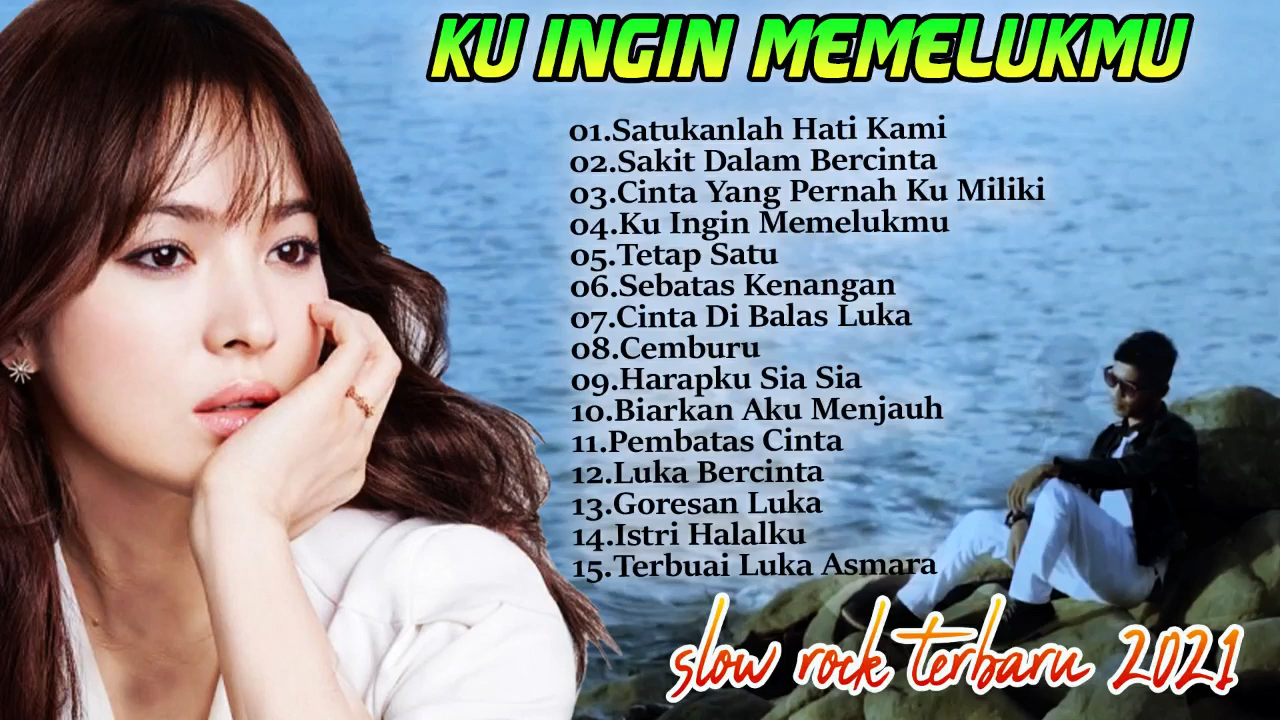 KU INGIN MEMELUKMU
01.Satukanlah Hati Kami
02.Sakit Dalam Bercinta
03.Cinta Yang Pernah Ku Miliki
04.Ku Ingin Memelukmu
05.Tetap Satu
06.Sebatas Kenangan
07.Cinta Di Balas Luka
08.Cemburu
09.Harapku Sia Sia
10.Biarkan Aku Menjauh
11.Pembatas Cinta
12.Luka Bercinta
13.Goresan Luka
14.Istri Halalku
15.Terbuai Luka Asmara
slow rock terbaru 2021